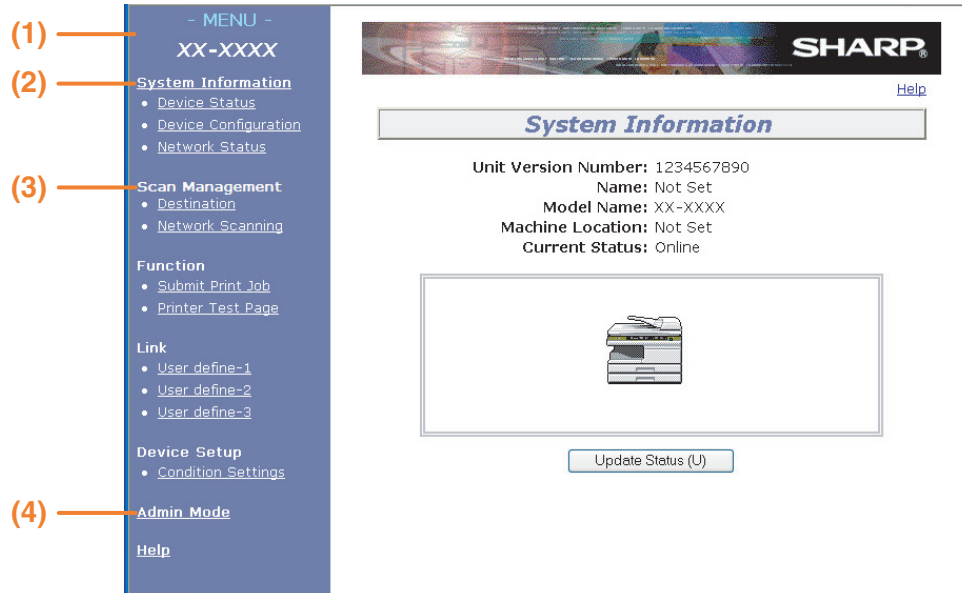 (1)
- MENU -
XX-XXXX
(2)
System Information
• Device Status
• Device Configuration
• Network Status
(3)
Scan Management
• Destination
• Network Scanning
Function
• Submit Print Job
• Printer Test Page
Link
• User define-1
• User define-2
• User define-3
Device Setup
• Condition Settings
(4)
Admin Mode
Help
SHARP®
Help
System Information
Unit Version Number: 1234567890
Name: Not Set
Model Name: XX-XXXX
Machine Location: Not Set
Current Status: Online
Update Status (U)